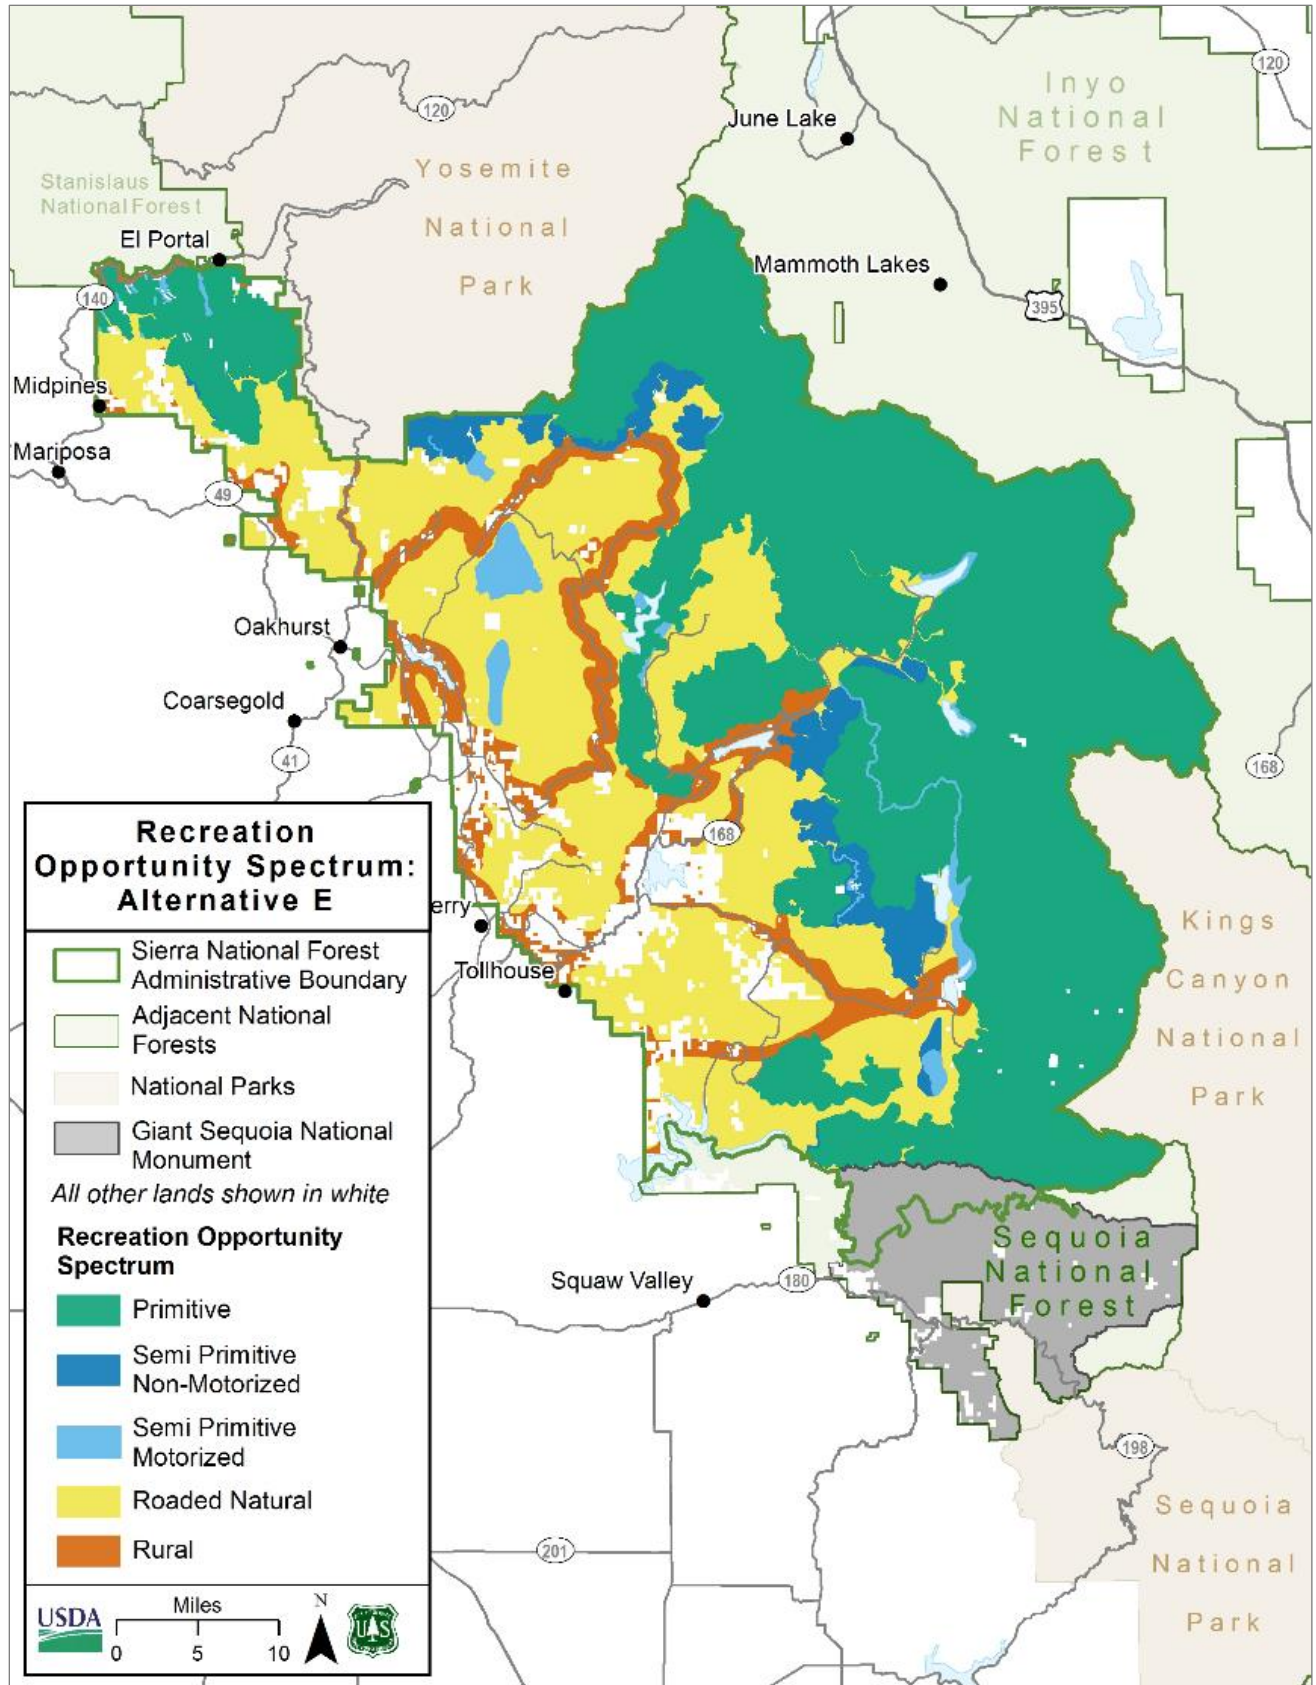 120
120
Inyo
National
Forest
June Lake
Yosemite
National
Park
Stanislaus
National Forest
El Portal
Mammoth Lakes
140
395
Midpines
Mariposa
49
Oakhurst
Coarsegold
41
168
168
erry
Tollhouse
Kings
Canyon
National
Park
Sequoia
National
Forest
Squaw Valley
180
198
201
Sequoia
National
Park
Recreation
Opportunity Spectrum:
Alternative E
Sierra National Forest
Administrative Boundary
Adjacent National
Forests
National Parks
Giant Sequoia National
Monument
All other lands shown in white
Recreation Opportunity
Spectrum
Primitive
Semi Primitive
Non-Motorized
Semi Primitive
Motorized
Roaded Natural
Rural
USDA
Miles
0 5 10
N
U S